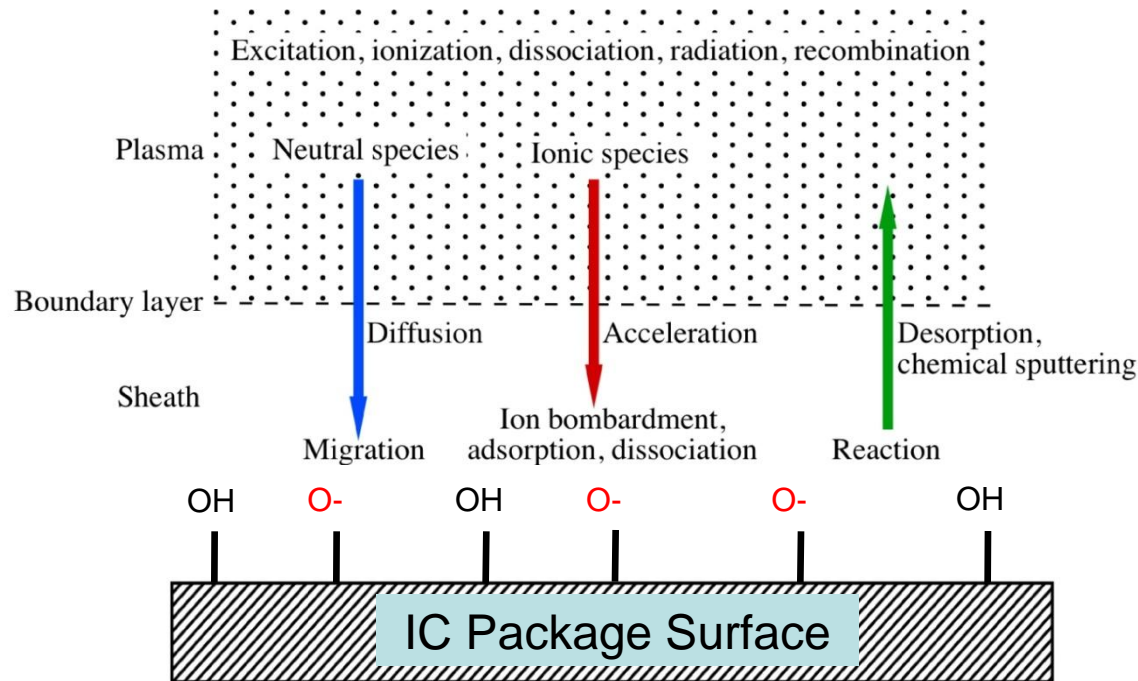 Excitation, ionization, dissociation, radiation, recombination
Plasma
Neutral species
Ionic species
Boundary layer
Diffusion
Acceleration
Desorption,
chemical sputtering
Sheath
Migration
Ion bombardment,
adsorption, dissociation
Reaction
OH
O-
OH
O-
O-
OH
IC Package Surface